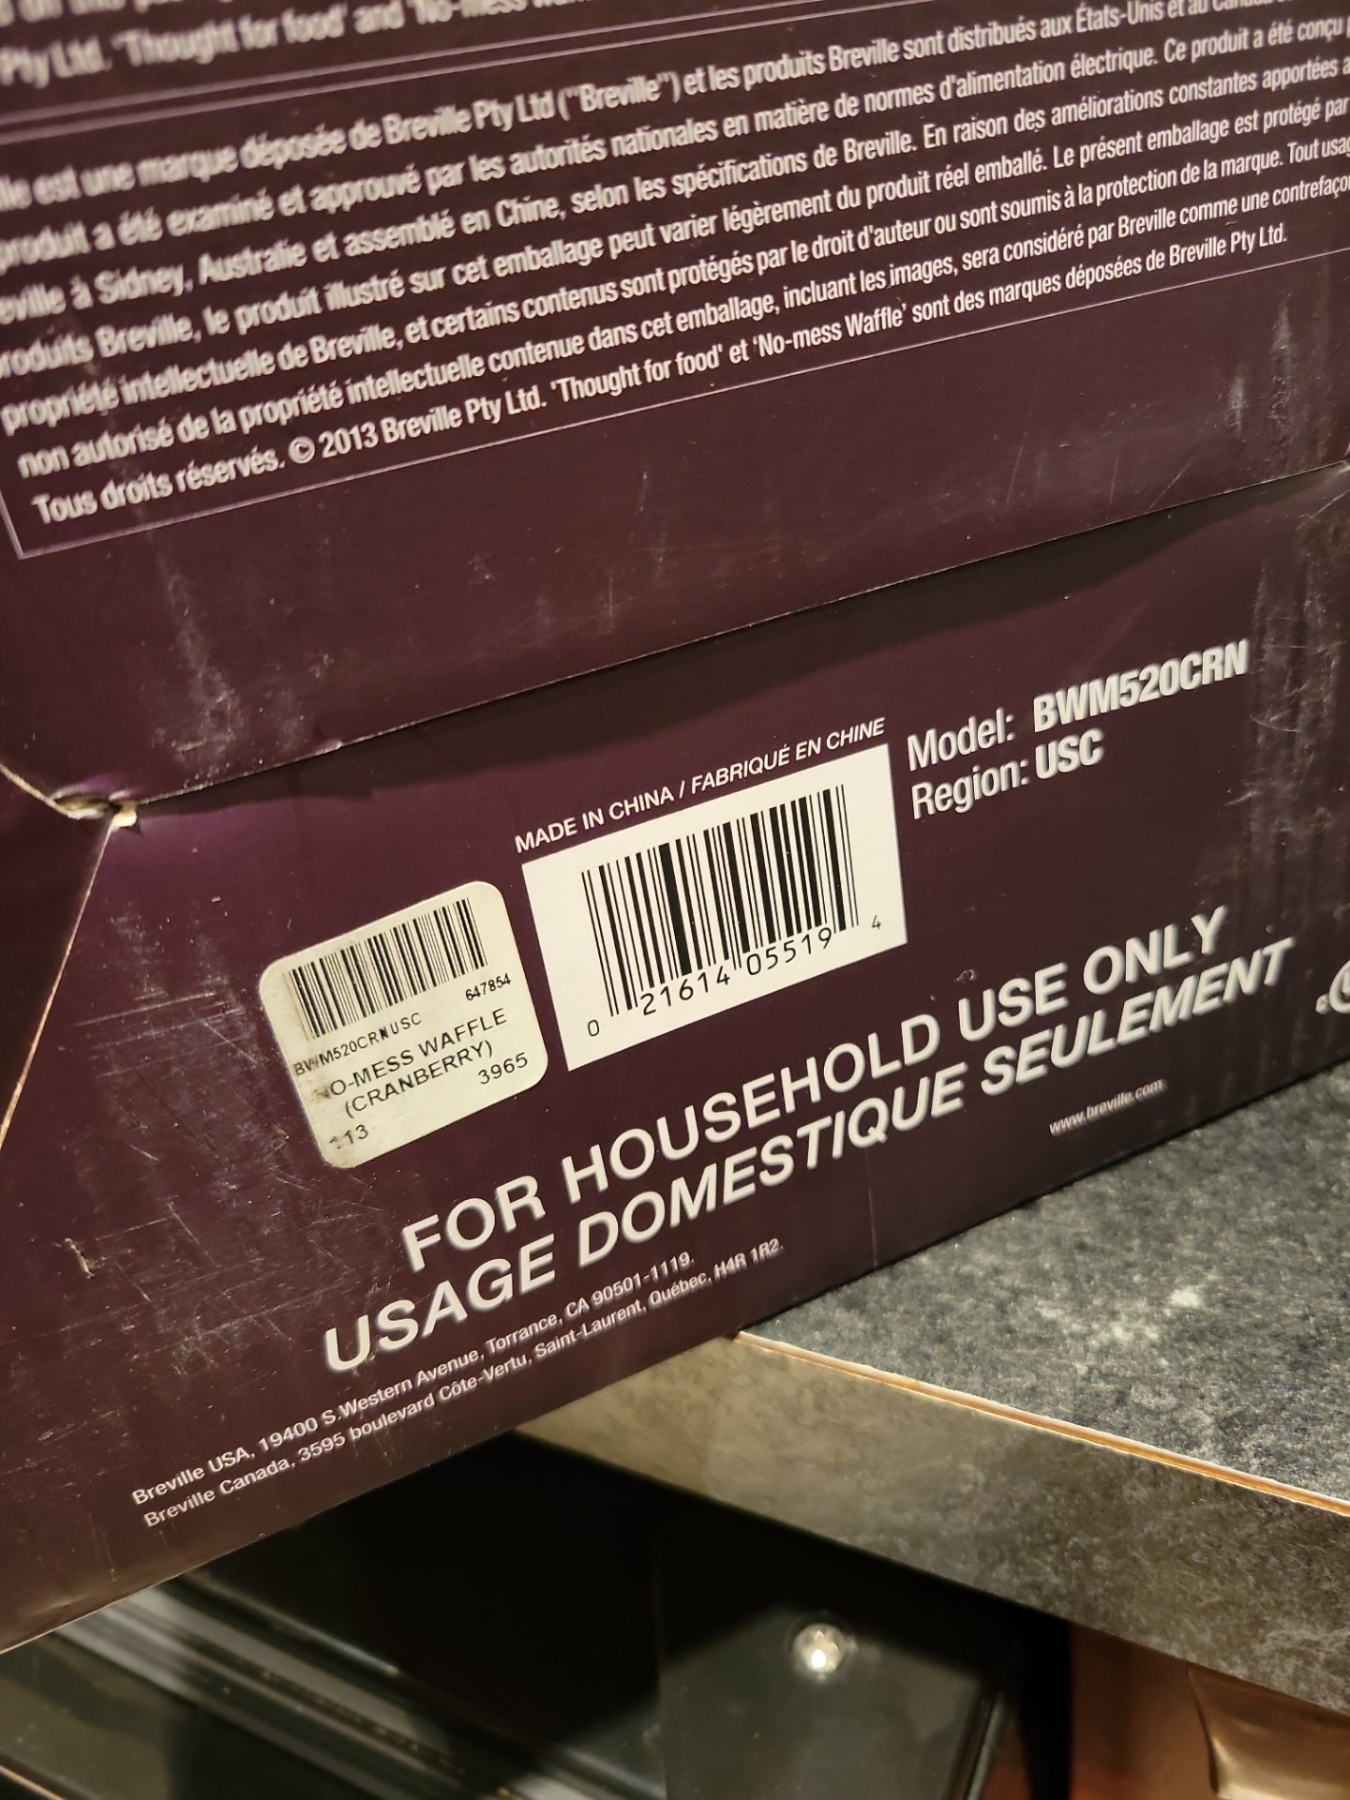 Pty Ltd. 'Thought for food' and 'No-mess
est une marque déposée de Breville Pty Ltd ("Breville") et les produits Breville sont distribués aux États-Unis et au
produit a été examiné et approuvé par les autorités nationales en matière de normes d'alimentation électrique. Ce produit a été conçu
eville à Sidney, Australie et assemblé en Chine, selon les spécifications de Breville. En raison des améliorations constantes apportées
roduits Breville, le produit illustré sur cet emballage peut varier légèrement du produit réel emballé. Le présent emballage est protégé par
propriété intellectuelle de Breville, et certains contenus sont protégés par le droit d'auteur ou sont soumis à la protection de la marque. Tout usag
non autorisé de la propriété intellectuelle contenue dans cet emballage, incluant les images, sera considéré par Breville comme une contrefaço
Tous droits réservés. © 2013 Breville Pty Ltd. 'Thought for food' et 'No-mess Waffle' sont des marques déposées de Breville Pty Ltd.
Model: BWM520CRN
Region: USC
MADE IN CHINA / FABRIQUÉ EN CHINE
0 21614 05519 4
647854
BWM520CRNUSC
O-MESS WAFFLE
(CRANBERRY)
3965
113
FOR HOUSEHOLD USE ONLY
USAGE DOMESTIQUE SEULEMENT
www.breville.com
Breville USA, 19400 S.Western Avenue, Torrance, CA 90501-1119.
Breville Canada, 3595 boulevard Côte-Vertu, Saint-Laurent, Québec, H4R 1R2.